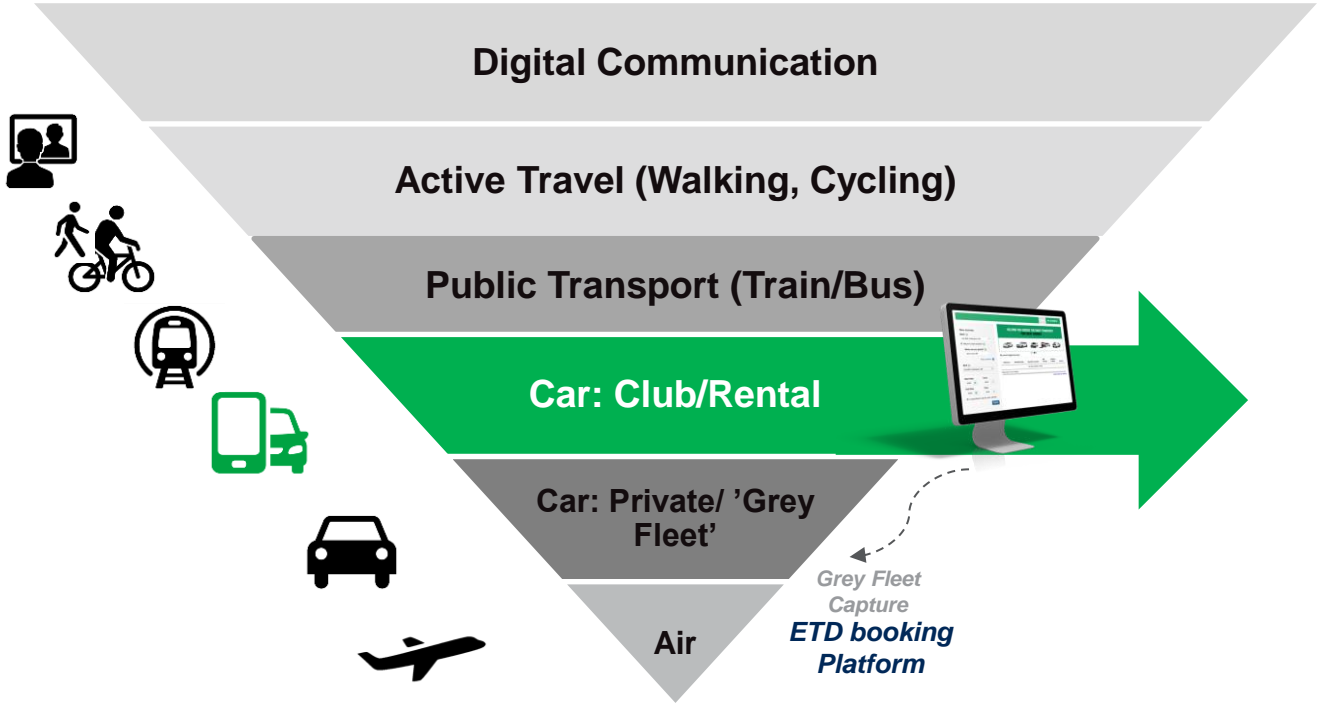 Digital Communication
Active Travel (Walking, Cycling)
Public Transport (Train/Bus)
Car: Club/Rental
Car: Private/ ’Grey
Fleet’
Grey Fleet
Capture
ETD booking
Platform
Air